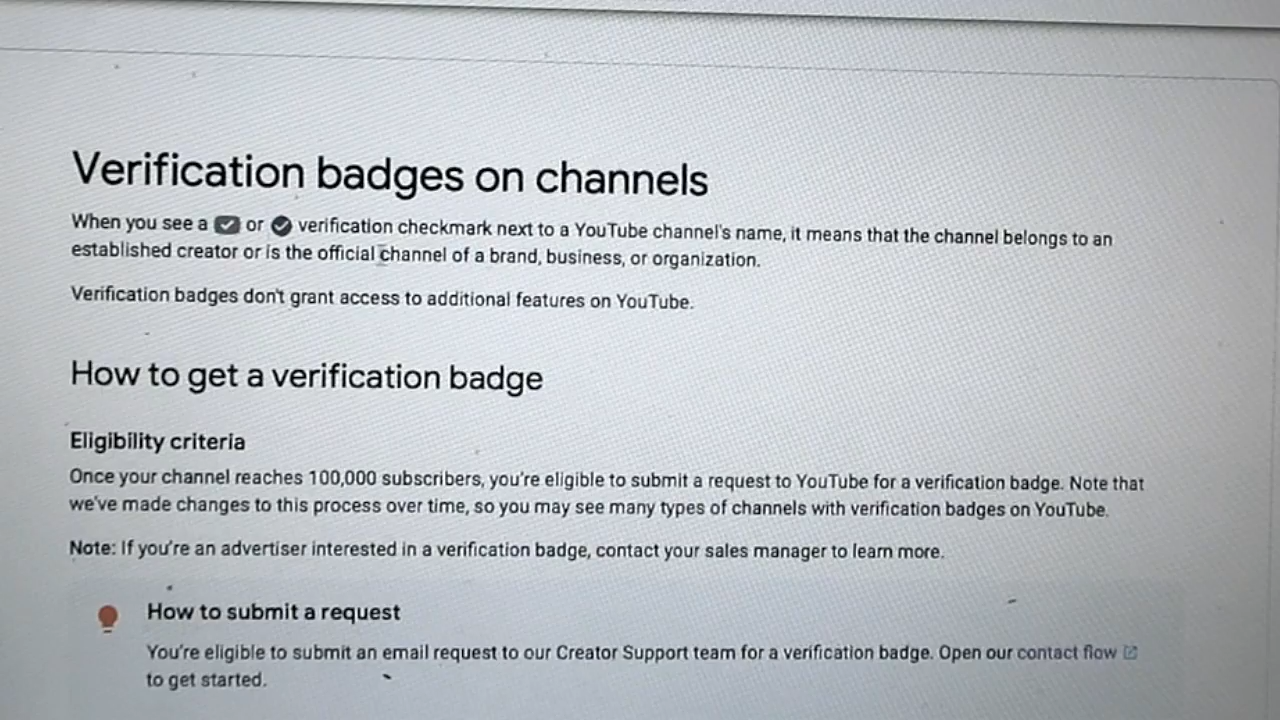 Verification badges on channels
When you see a or verification checkmark next to a YouTube channel's name, it means that the channel belongs to an
established creator or is the official channel of a brand, business, or organization.
Verification badges don't grant access to additional features on YouTube.
How to get a verification badge
Eligibility criteria
Once your channel reaches 100,000 subscribers, you're eligible to submit a request to YouTube for a verification badge. Note that
we've made changes to this process over time, so you may see many types of channels with verification badges on YouTube.
Note: If you're an advertiser interested in a verification badge, contact your sales manager to learn more.
How to submit a request
You're eligible to submit an email request to our Creator Support team for a verification badge. Open our contact flow
to get started.